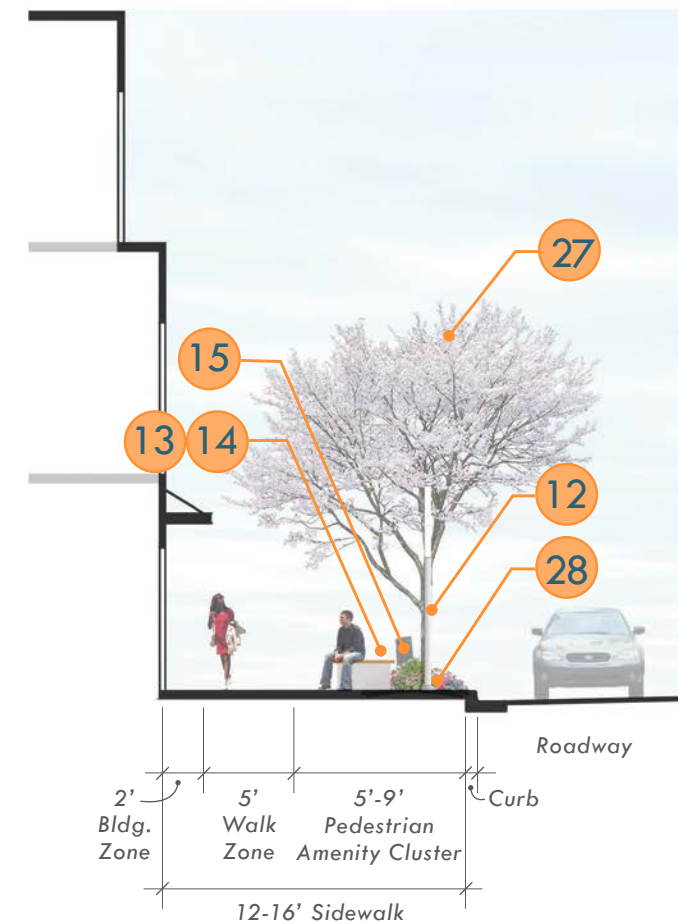 27
15
13 14
12
28
Roadway
2’ Bldg. Zone
5’ Walk Zone
5’-9’ Pedestrian Amenity Cluster
Curb
12-16’ Sidewalk